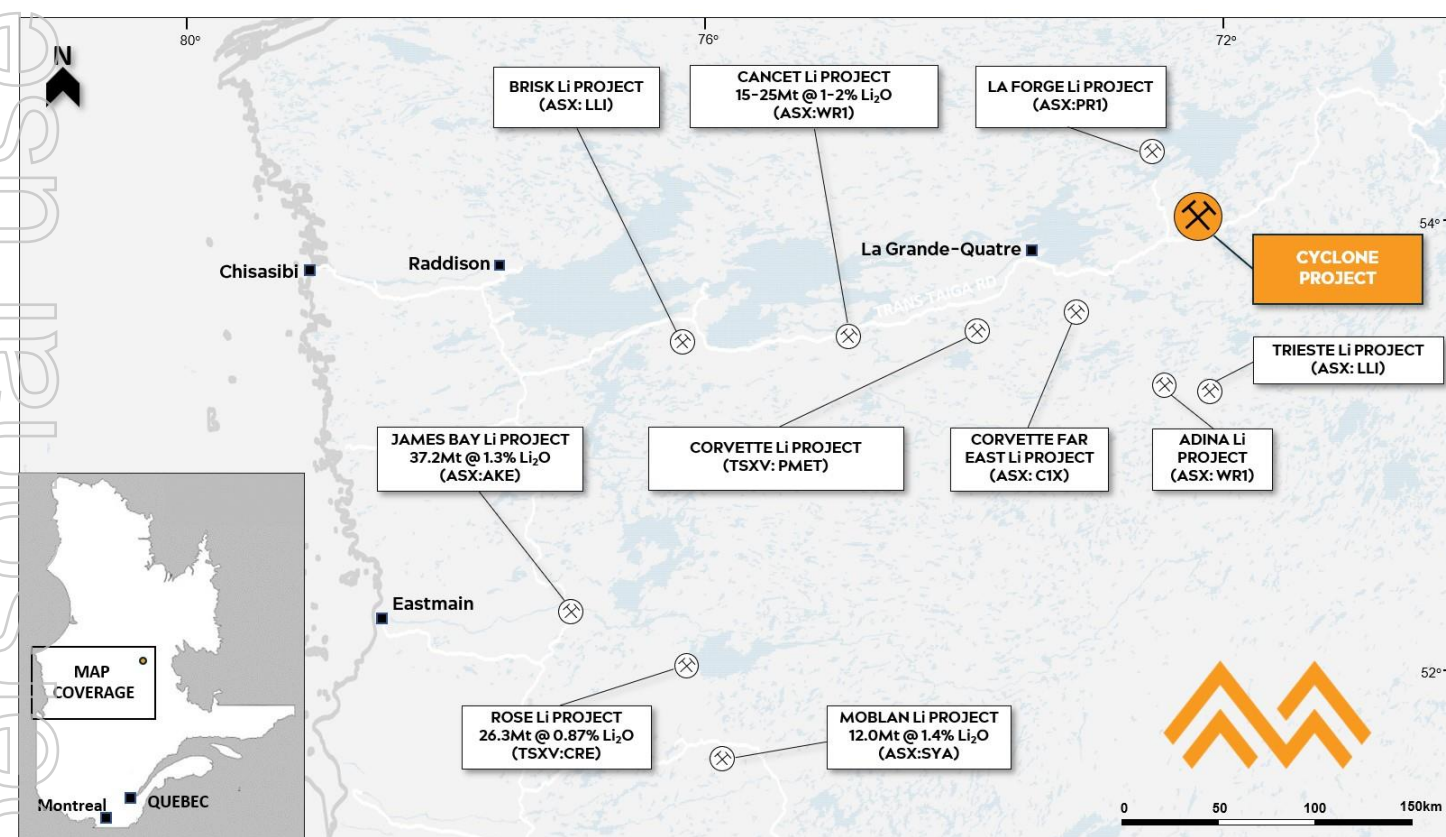 80°
76°
72°
N
BRISK Li PROJECT
(ASX: LLI)
CANCET Li PROJECT
15-25Mt @ 1-2% Li₂O
(ASX:WR1)
LA FORGE Li PROJECT
(ASX:PR1)
54°
CYCLONE
PROJECT
La Grande-Quatre
Chisasibi
Raddison
TRANS TAIGA RD
TRIESTE Li PROJECT
(ASX: LLI)
JAMES BAY Li PROJECT
37.2Mt @ 1.3% Li₂O
(ASX:AKE)
CORVETTE Li PROJECT
(TSXV: PMET)
CORVETTE FAR
EAST Li PROJECT
(ASX: C1X)
ADINA Li
PROJECT
(ASX: WR1)
Eastmain
52°
ROSE Li PROJECT
26.3Mt @ 0.87% Li₂O
(TSXV:CRE)
MOBLAN Li PROJECT
12.0Mt @ 1.4% Li₂O
(ASX:SYA)
MAP
COVERAGE
Montreal
QUEBEC
0 50 100 150km
personal use